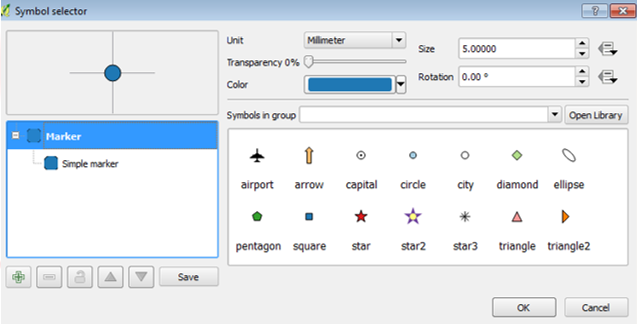 Symbol selector
Unit Millimeter Size 5.00000
Transparency 0%
Color Rotation 0.00 °
Symbols in group Open Library
Marker
Simple marker
airport arrow capital circle city diamond ellipse
pentagon square star star2 star3 triangle triangle2
Save
OK Cancel